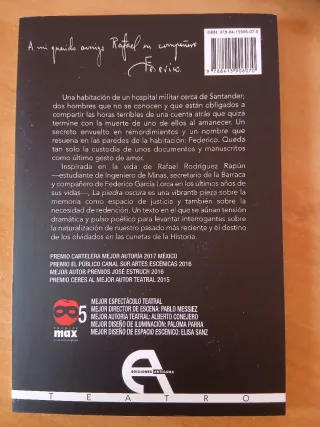 ISBN: 978-84-15906-07-0
9 788415 906070
A mi querido amigo Rafael su compañero
Federico.
Una habitación de un hospital militar cerca de Santander;
dos hombres que no se conocen y que están obligados a
compartir las horas terribles de una cuenta atrás que quizá
termine con la muerte de uno de ellos al amanecer. Un
secreto envuelto en remordimientos y un nombre que
resuena en las paredes de la habitación: Federico. Queda
tan solo la custodia de unos documentos y manuscritos
como último gesto de amor.
Inspirada en la vida de Rafael Rodríguez Rapún
—estudiante de Ingeniero de Minas, secretario de la Barraca
y compañero de Federico García Lorca en los últimos años de
sus vidas—, La piedra oscura es una vibrante pieza sobre la
memoria como espacio de justicia y también sobre la
necesidad de redención. Un texto en el que se aúnan tensión
dramática y pulso poético para levantar interrogantes sobre
la naturalización de nuestro pasado más reciente y el destino
de los olvidados en las cunetas de la Historia.
PREMIO CARTELERA MEJOR AUTORÍA 2017 MÉXICO
PREMIO EL PÚBLICO CANAL SUR ARTES ESCÉNICAS 2016
MEJOR AUTOR PREMIOS JOSÉ ESTRUCH 2016
PREMIO CERES AL MEJOR AUTOR TEATRAL 2015
5
MEJOR ESPECTÁCULO TEATRAL
MEJOR DIRECTOR DE ESCENA: PABLO MESSIEZ
MEJOR AUTORÍA TEATRAL: ALBERTO CONEJERO
MEJOR DISEÑO DE ILUMINACIÓN: PALOMA PARRA
MEJOR DISEÑO DE ESPACIO ESCÉNICO: ELISA SANZ
max
EDICIONES ANTÍGONA
TEATRO